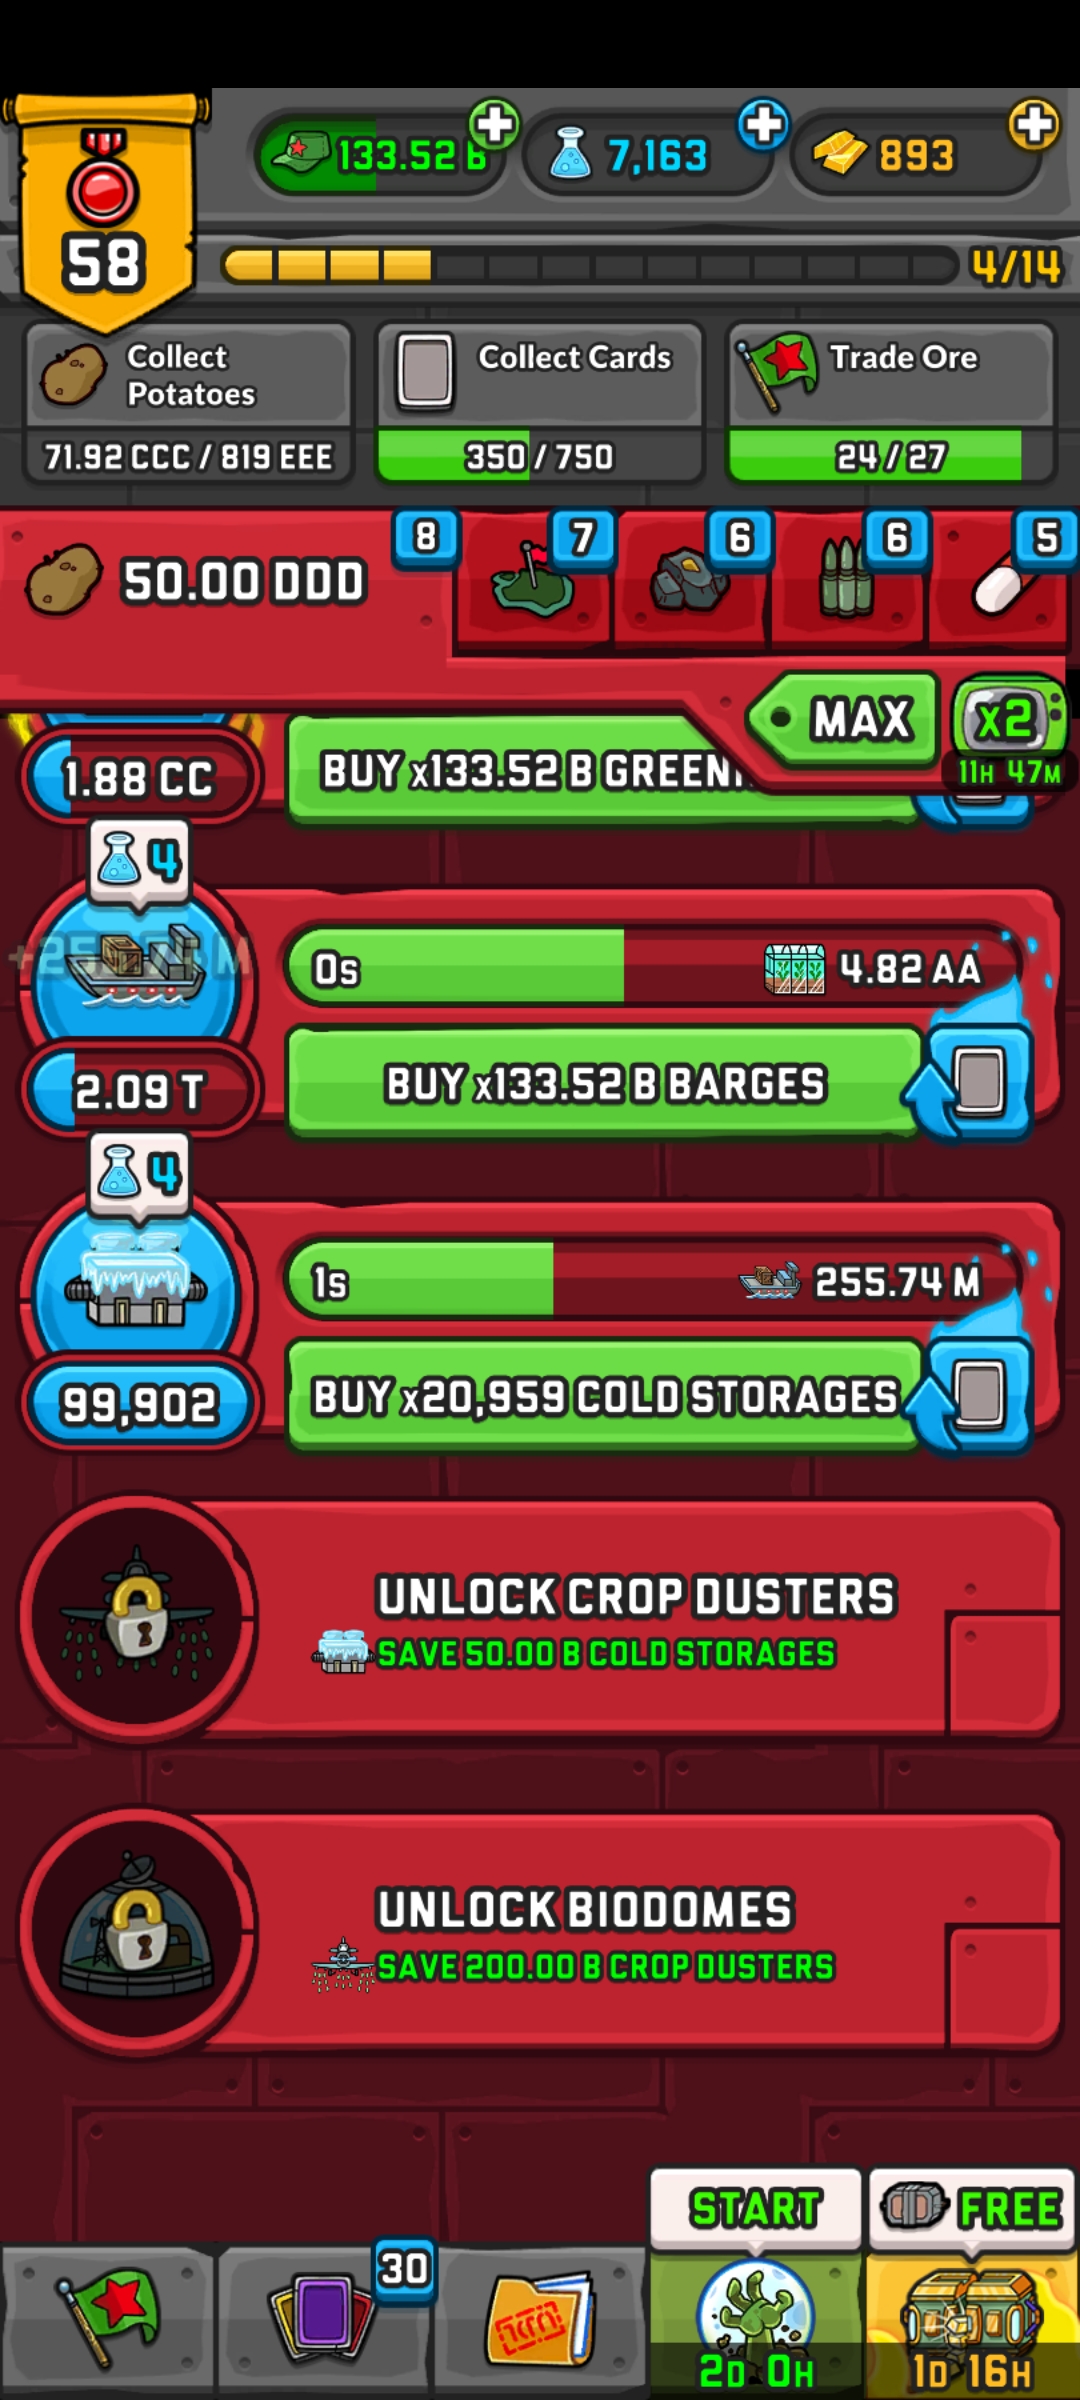 133.52 B
7,163
893
58
4/14
Collect
Potatoes
71.92 CCC / 819 EEE
Collect Cards
350 / 750
Trade Ore
24 / 27
50.00 DDD
8
7
6
6
5
MAX
x2
11H 47M
1.88 CC
BUY x133.52 B
4
0s
4.82 AA
2.09 T
BUY x133.52 B BARGES
4
1s
255.74 M
99,902
BUY x20,959 COLD STORAGES
UNLOCK CROP DUSTERS
SAVE 50.00 B COLD STORAGES
UNLOCK BIODOMES
SAVE 200.00 B CROP DUSTERS
START
FREE
30
2D 0H
1D 16H